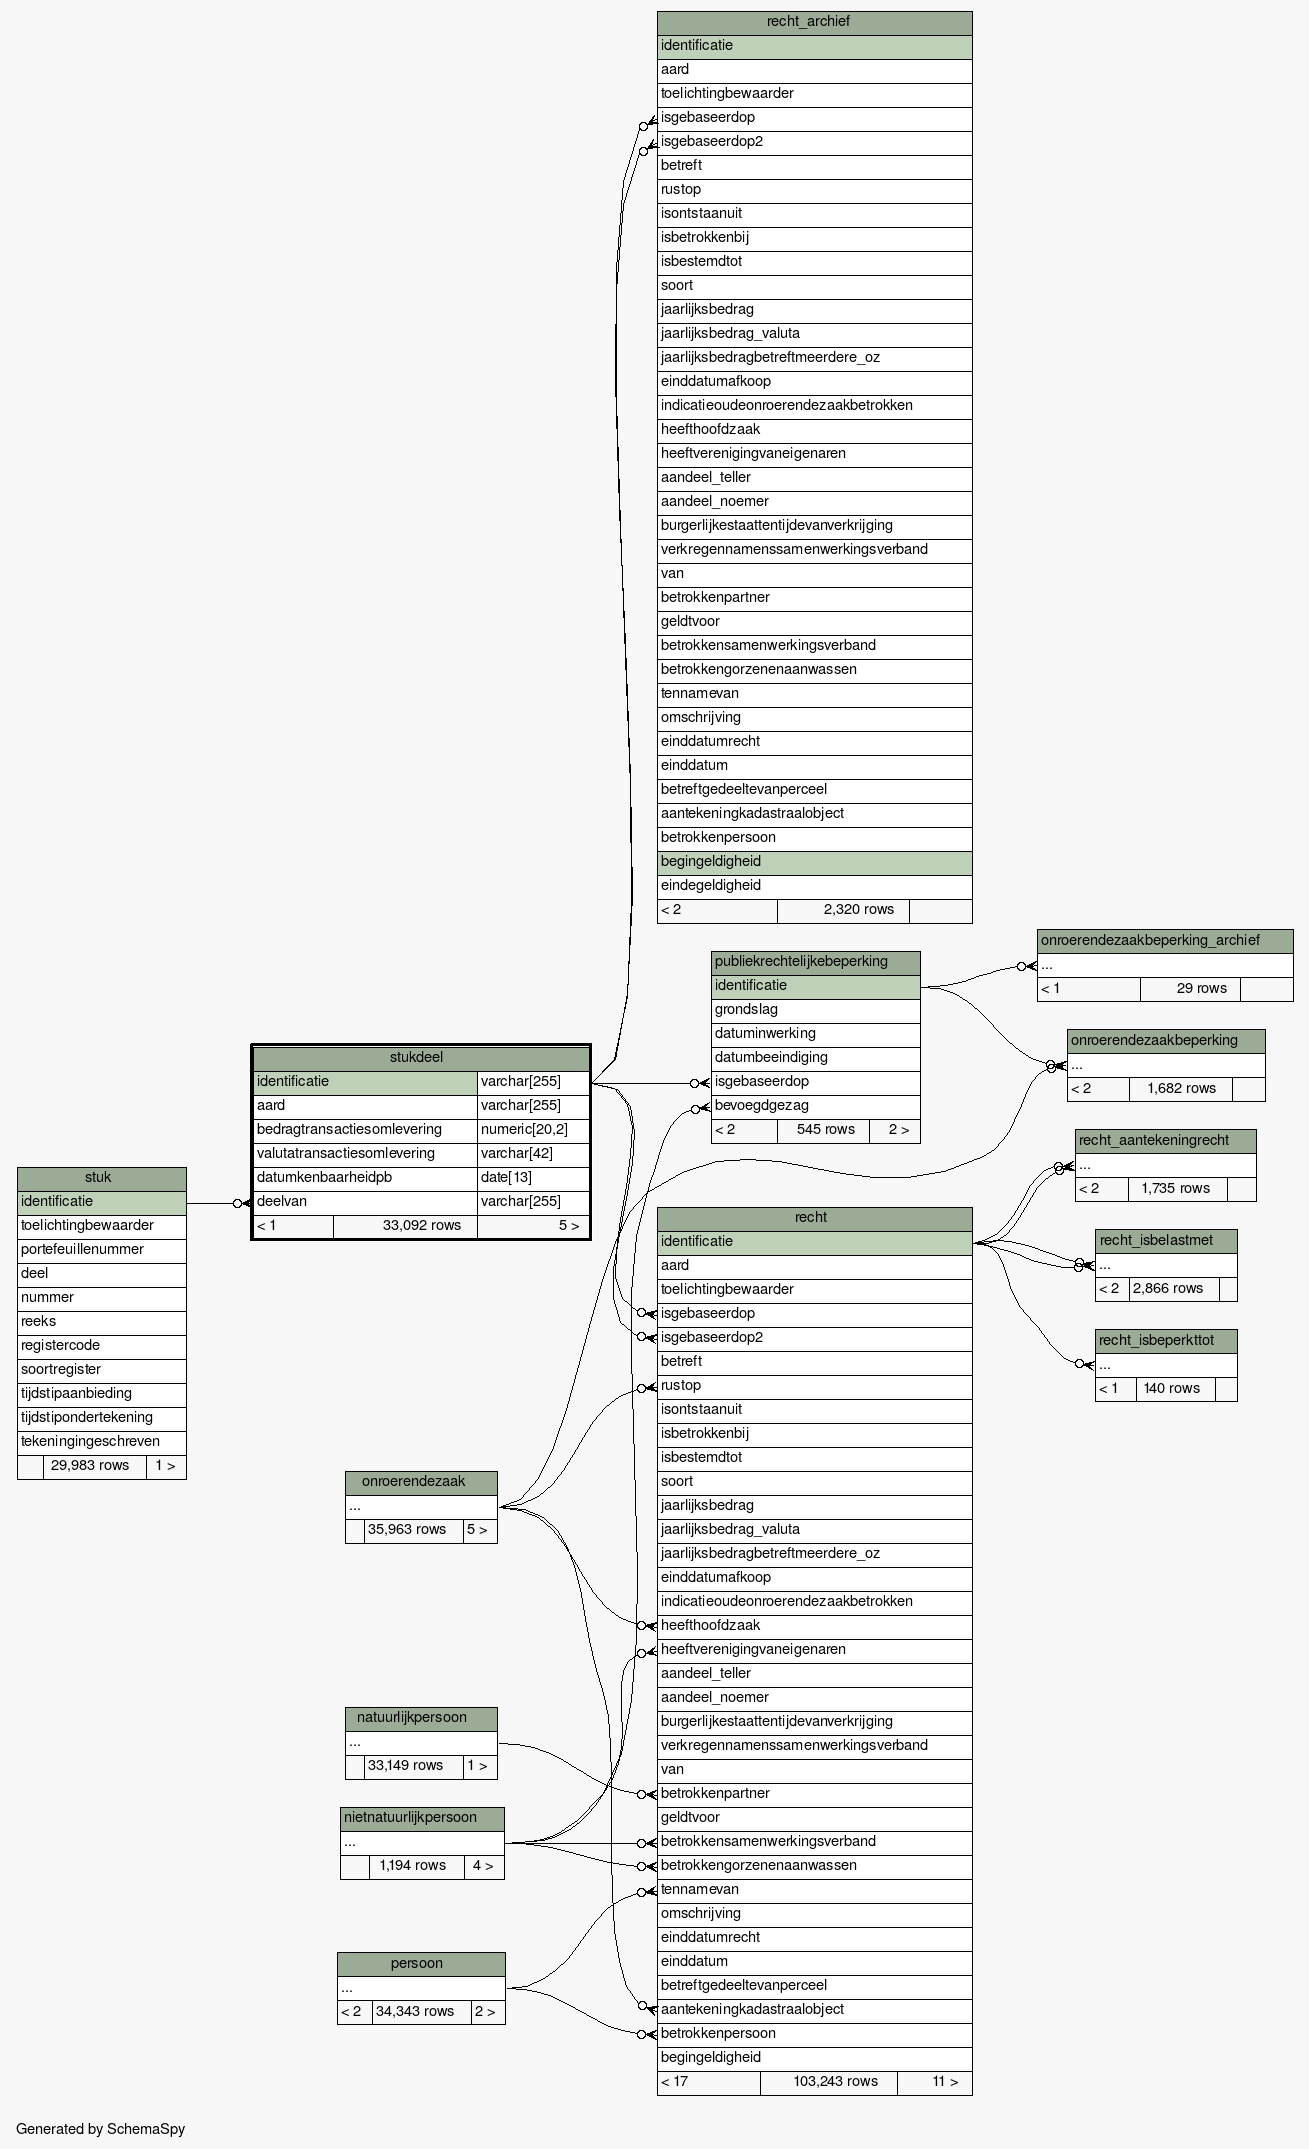 recht_archief
identificatie
aard
toelichtingbewaarder
isgebaseerdop
isgebaseerdop2
betreft
rustop
isontstaanuit
isbetrokkenbij
isbestemdtot
soort
jaarlijksbedrag
jaarlijksbedrag_valuta
jaarlijksbedragbetreftmeerdere_oz
einddatumafkoop
indicatieoudeonroerendezaakbetrokken
heefthoofdzaak
heeftverenigingvaneigenaren
aandeel_teller
aandeel_noemer
burgerlijkestaattentijdevanverkrijging
verkregennamenssamenwerkingsverband
van
betrokkenpartner
geldtvoor
betrokkensamenwerkingsverband
betrokkengorzenenaanwassen
tennamevan
omschrijving
einddatumrecht
einddatum
betreftgedeeltevanperceel
aantekeningkadastraalobject
betrokkenpersoon
begingeldigheid
eindegeldigheid
< 2 2,320 rows
onroerendezaakbeperking_archief
...
< 1 29 rows
publiekrechtelijkebeperking
identificatie
grondslag
datuminwerking
datumbeeindiging
isgebaseerdop
bevoegdgezag
< 2 545 rows 2 >
onroerendezaakbeperking
...
< 2 1,682 rows
stukdeel
identificatie varchar[255]
aard varchar[255]
bedragtransactiesomlevering numeric[20,2]
valutatransactiesomlevering varchar[42]
datumkenbaarheidpb date[13]
deelvan varchar[255]
< 1 33,092 rows 5 >
recht_aantekeningrecht
...
< 2 1,735 rows
stuk
identificatie
toelichtingbewaarder
portefeuillenummer
deel
nummer
reeks
registercode
soortregister
tijdstipaanbieding
tijdstipondertekening
tekeningingeschreven
29,983 rows 1 >
recht_isbelastmet
...
< 2 2,866 rows
recht_isbeperkttot
...
< 1 140 rows
recht
identificatie
aard
toelichtingbewaarder
isgebaseerdop
isgebaseerdop2
betreft
rustop
isontstaanuit
isbetrokkenbij
isbestemdtot
soort
jaarlijksbedrag
jaarlijksbedrag_valuta
jaarlijksbedragbetreftmeerdere_oz
einddatumafkoop
indicatieoudeonroerendezaakbetrokken
heefthoofdzaak
heeftverenigingvaneigenaren
aandeel_teller
aandeel_noemer
burgerlijkestaattentijdevanverkrijging
verkregennamenssamenwerkingsverband
van
betrokkenpartner
geldtvoor
betrokkensamenwerkingsverband
betrokkengorzenenaanwassen
tennamevan
omschrijving
einddatumrecht
einddatum
betreftgedeeltevanperceel
aantekeningkadastraalobject
betrokkenpersoon
begingeldigheid
< 17 103,243 rows 11 >
onroerendezaak
...
35,963 rows 5 >
natuurlijkpersoon
...
33,149 rows 1 >
nietnatuurlijkpersoon
...
1,194 rows 4 >
persoon
...
< 2 34,343 rows 2 >
Generated by SchemaSpy